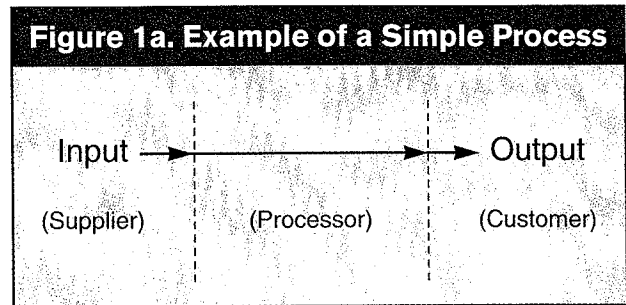 Figure 1a. Example of a Simple Process
Input Output
(Supplier) (Processor) (Customer)